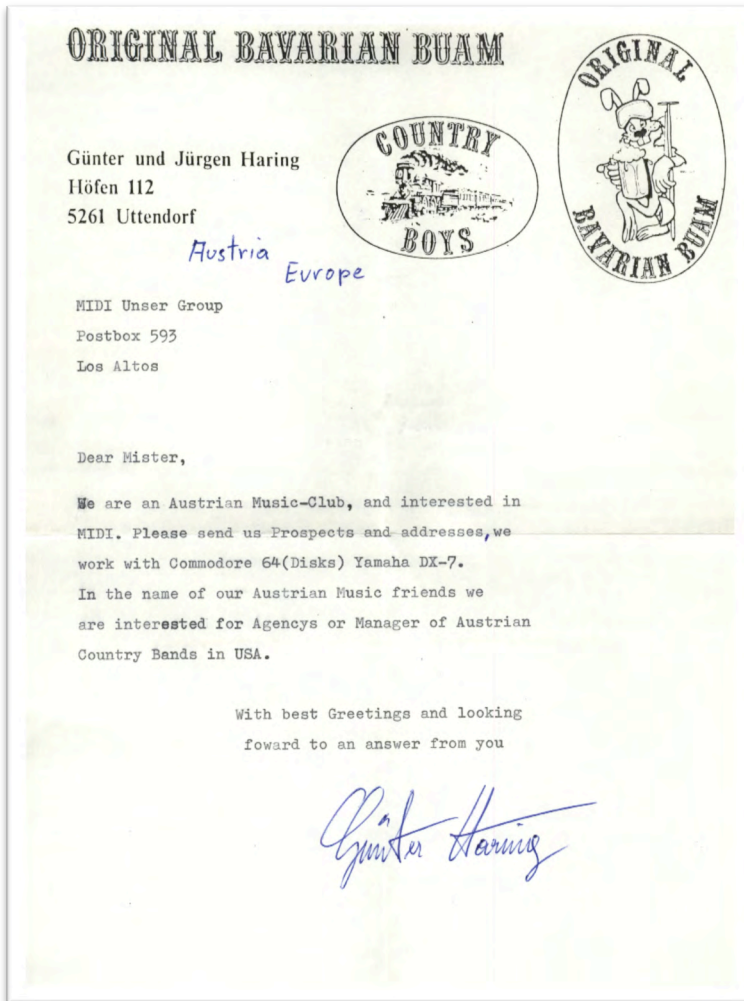 ORIGINAL BAVARIAN BUAM
ORIGINAL
BAVARIAN BUAM
COUNTRY
BOYS
Günter und Jürgen Haring
Höfen 112
5261 Uttendorf
Austria
Europe
MIDI Unser Group
Postbox 593
Los Altos
Dear Mister,
We are an Austrian Music-Club, and interested in
MIDI. Please send us Prospects and addresses,we
work with Commodore 64(Disks) Yamaha DX-7.
In the name of our Austrian Music friends we
are interested for Agencys or Manager of Austrian
Country Bands in USA.
With best Greetings and looking
foward to an answer from you
Günter Haring